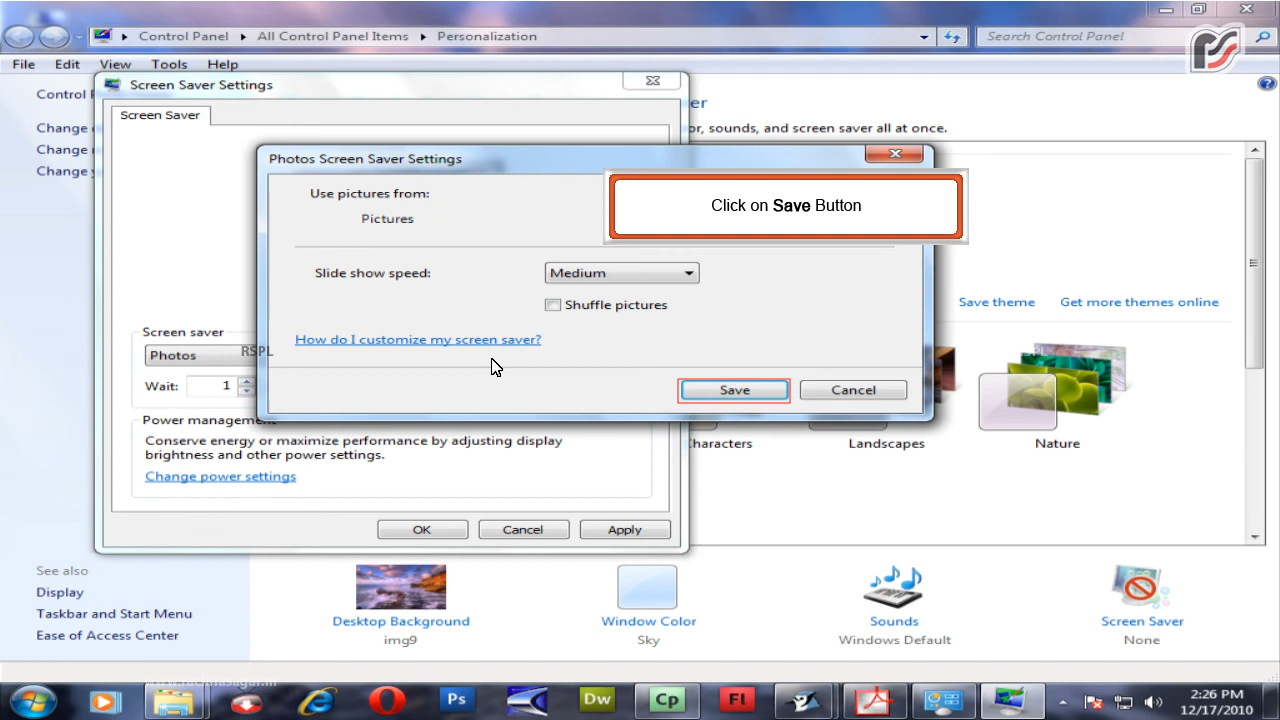 Control Panel ▸ All Control Panel Items ▸ Personalization
Search Control Panel
File Edit View Tools Help
Control
Change
Change
Change
Screen Saver Settings
Screen Saver
or, sounds, and screen saver all at once.
Photos Screen Saver Settings
Use pictures from:
Pictures
Click on Save Button
Slide show speed:
Medium
Shuffle pictures
How do I customize my screen saver?
Save
Cancel
Save theme
Get more themes online
Screen saver
Photos
RSPL
Wait: 1
Power management
Conserve energy or maximize performance by adjusting display
brightness and other power settings.
Change power settings
OK
Cancel
Apply
Characters
Landscapes
Nature
See also
Display
Taskbar and Start Menu
Ease of Access Center
Desktop Background
img9
Window Color
Sky
Sounds
Windows Default
Screen Saver
None
Ps
Dw
Cp
Fl
2:26 PM
12/17/2010